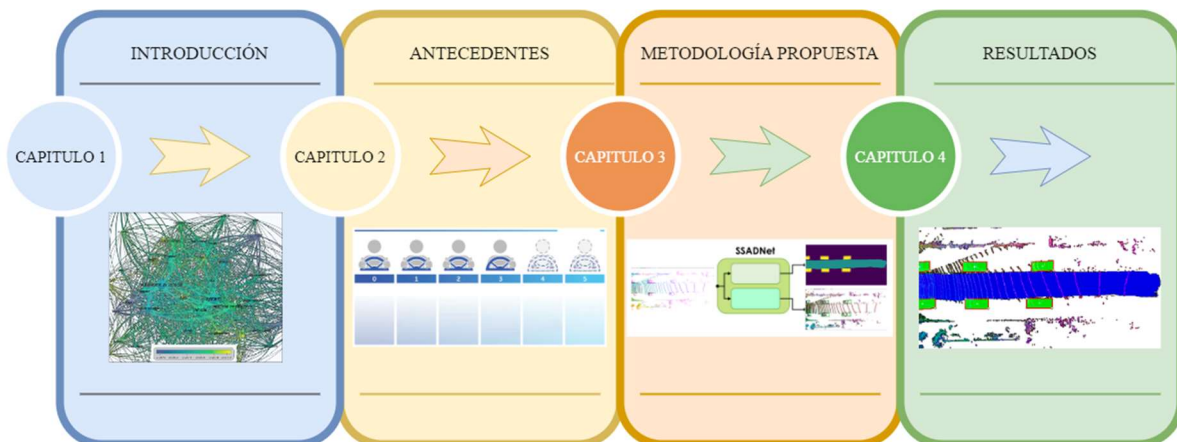 INTRODUCCIÓN
ANTECEDENTES
METODOLOGÍA PROPUESTA
RESULTADOS
CAPITULO 1
CAPITULO 2
CAPITULO 3
CAPITULO 4
0 1 2 3 4 5
SSADNet